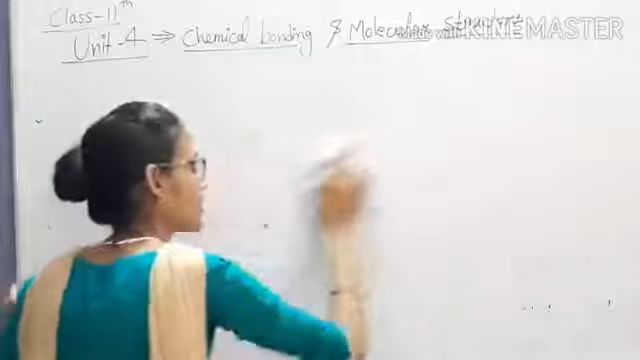 Class-11th
Unit-4 ⇒ Chemical bonding & Molecular structure
Made with KINEMASTER